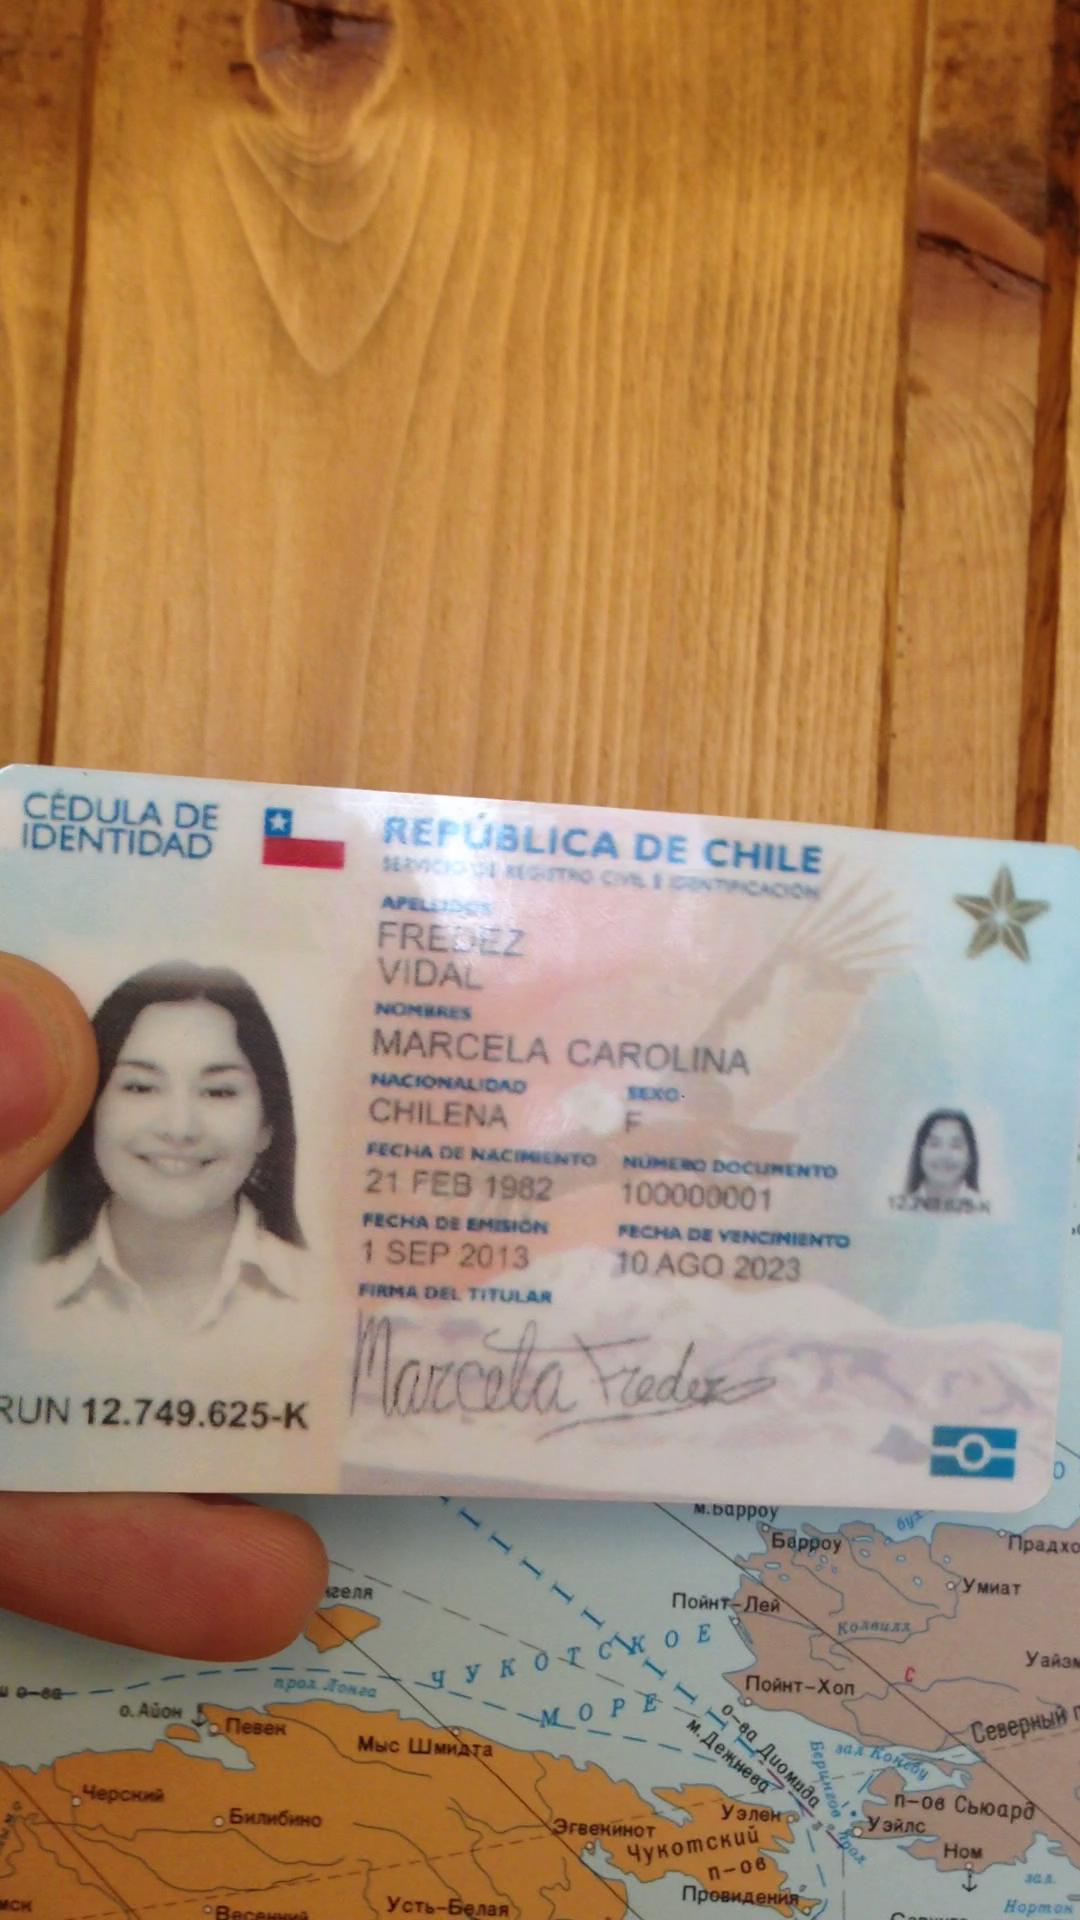 CÉDULA DE
IDENTIDAD
REPÚBLICA DE CHILE
SERVICIO DE REGISTRO CIVIL E IDENTIFICACIÓN
APELLIDOS
FREDEZ
VIDAL
NOMBRES
MARCELA CAROLINA
NACIONALIDAD SEXO
CHILENA F
FECHA DE NACIMIENTO NÚMERO DOCUMENTO
21 FEB 1982 100000001
FECHA DE EMISIÓN FECHA DE VENCIMIENTO
1 SEP 2013 10 AGO 2023
FIRMA DEL TITULAR
Marcela Fredez
RUN 12.749.625-K
12.749.625-K
м.Барроу
Барроу
Прадхо
Умиат
нгеля
Пойнт-Лей
Колвилл
ЧУКОТСКОЕ
МОРЕ
Уайзм
С
Пойнт-Хоп
прол Лонга
о-ва
о.Айон
Певек
Мыс Шмидта
о-ва Диомида
м.Дежнева
Берингов прол
зал Коцебу
Северный п
п-ов Сьюард
Черский
Билибино
Уэлен
Уэйлс
Эгвекинот
Чукотский
п-ов
Ном
Провидения
зал.
Нортон
Усть-Белая
Весенний
мск